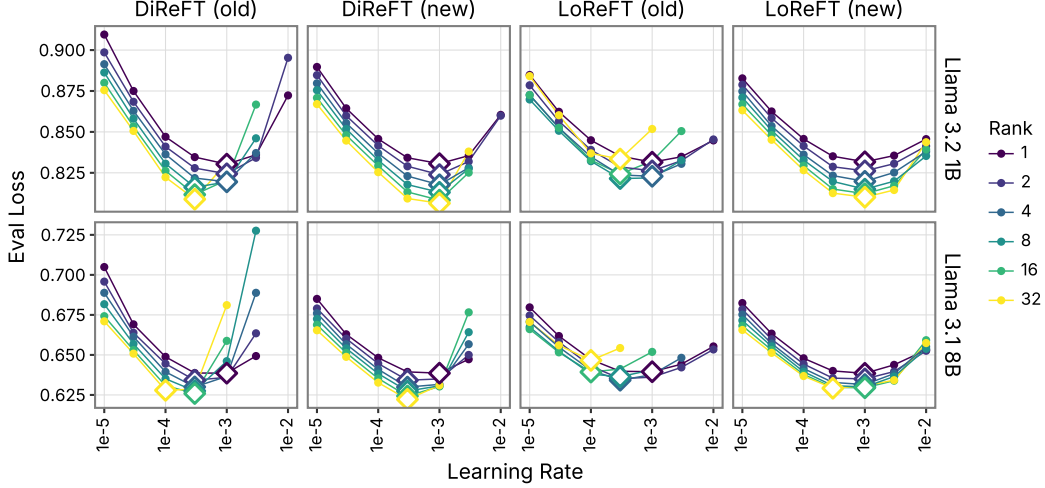 DiReFT (old)
DiReFT (new)
LoReFT (old)
LoReFT (new)
Eval Loss
0.900
0.875
0.850
0.825
Llama 3.2 1B
0.725
0.700
0.675
0.650
0.625
Llama 3.1 8B
1e-5
1e-4
1e-3
1e-2
1e-5
1e-4
1e-3
1e-2
1e-5
1e-4
1e-3
1e-2
1e-5
1e-4
1e-3
1e-2
Learning Rate
Rank
1
2
4
8
16
32